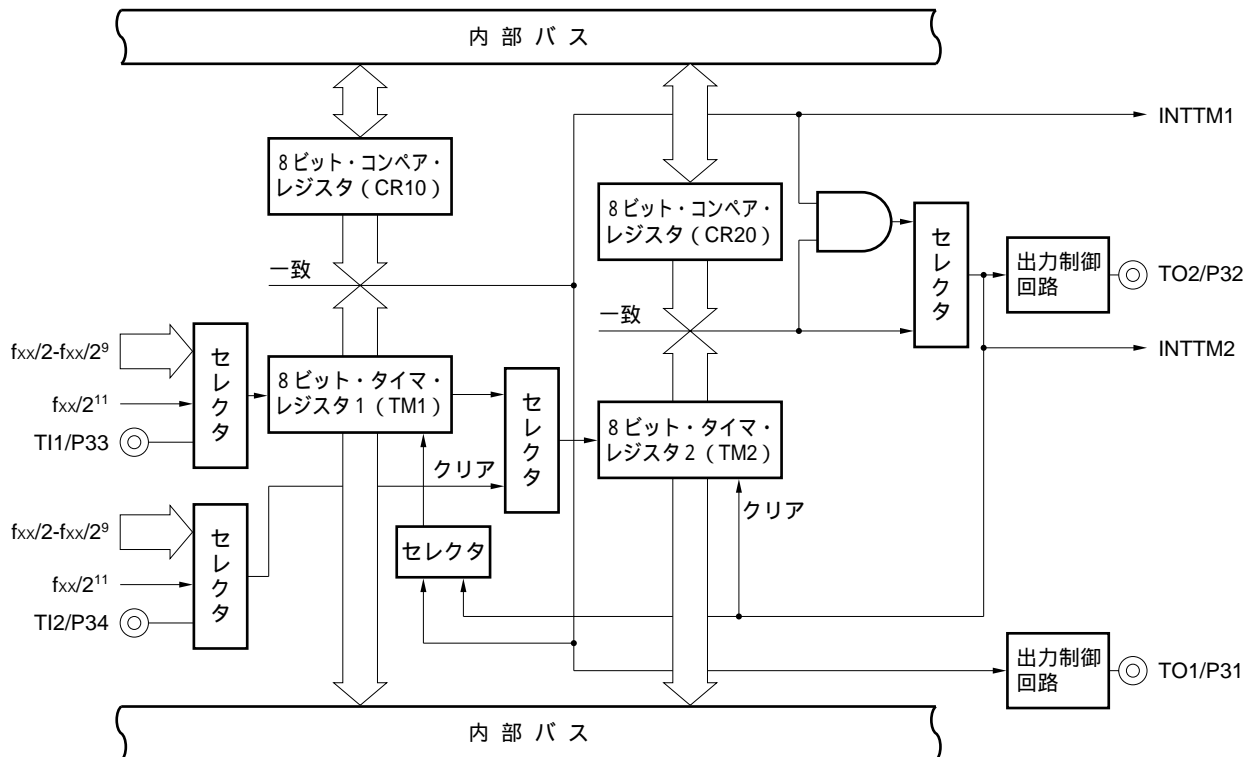 内部バス
INTTM1
8ビット・コンペア・
レジスタ(CR10)
8ビット・コンペア・
レジスタ(CR20)
セレクタ
出力制御
回路
TO2/P32
一致
一致
INTTM2
fxx/2-fxx/2⁹
fxx/2¹¹
TI1/P33
セレクタ
8ビット・タイマ・
レジスタ1(TM1)
セレクタ
8ビット・タイマ・
レジスタ2(TM2)
クリア
クリア
fxx/2-fxx/2⁹
fxx/2¹¹
TI2/P34
セレクタ
セレクタ
出力制御
回路
TO1/P31
内部バス